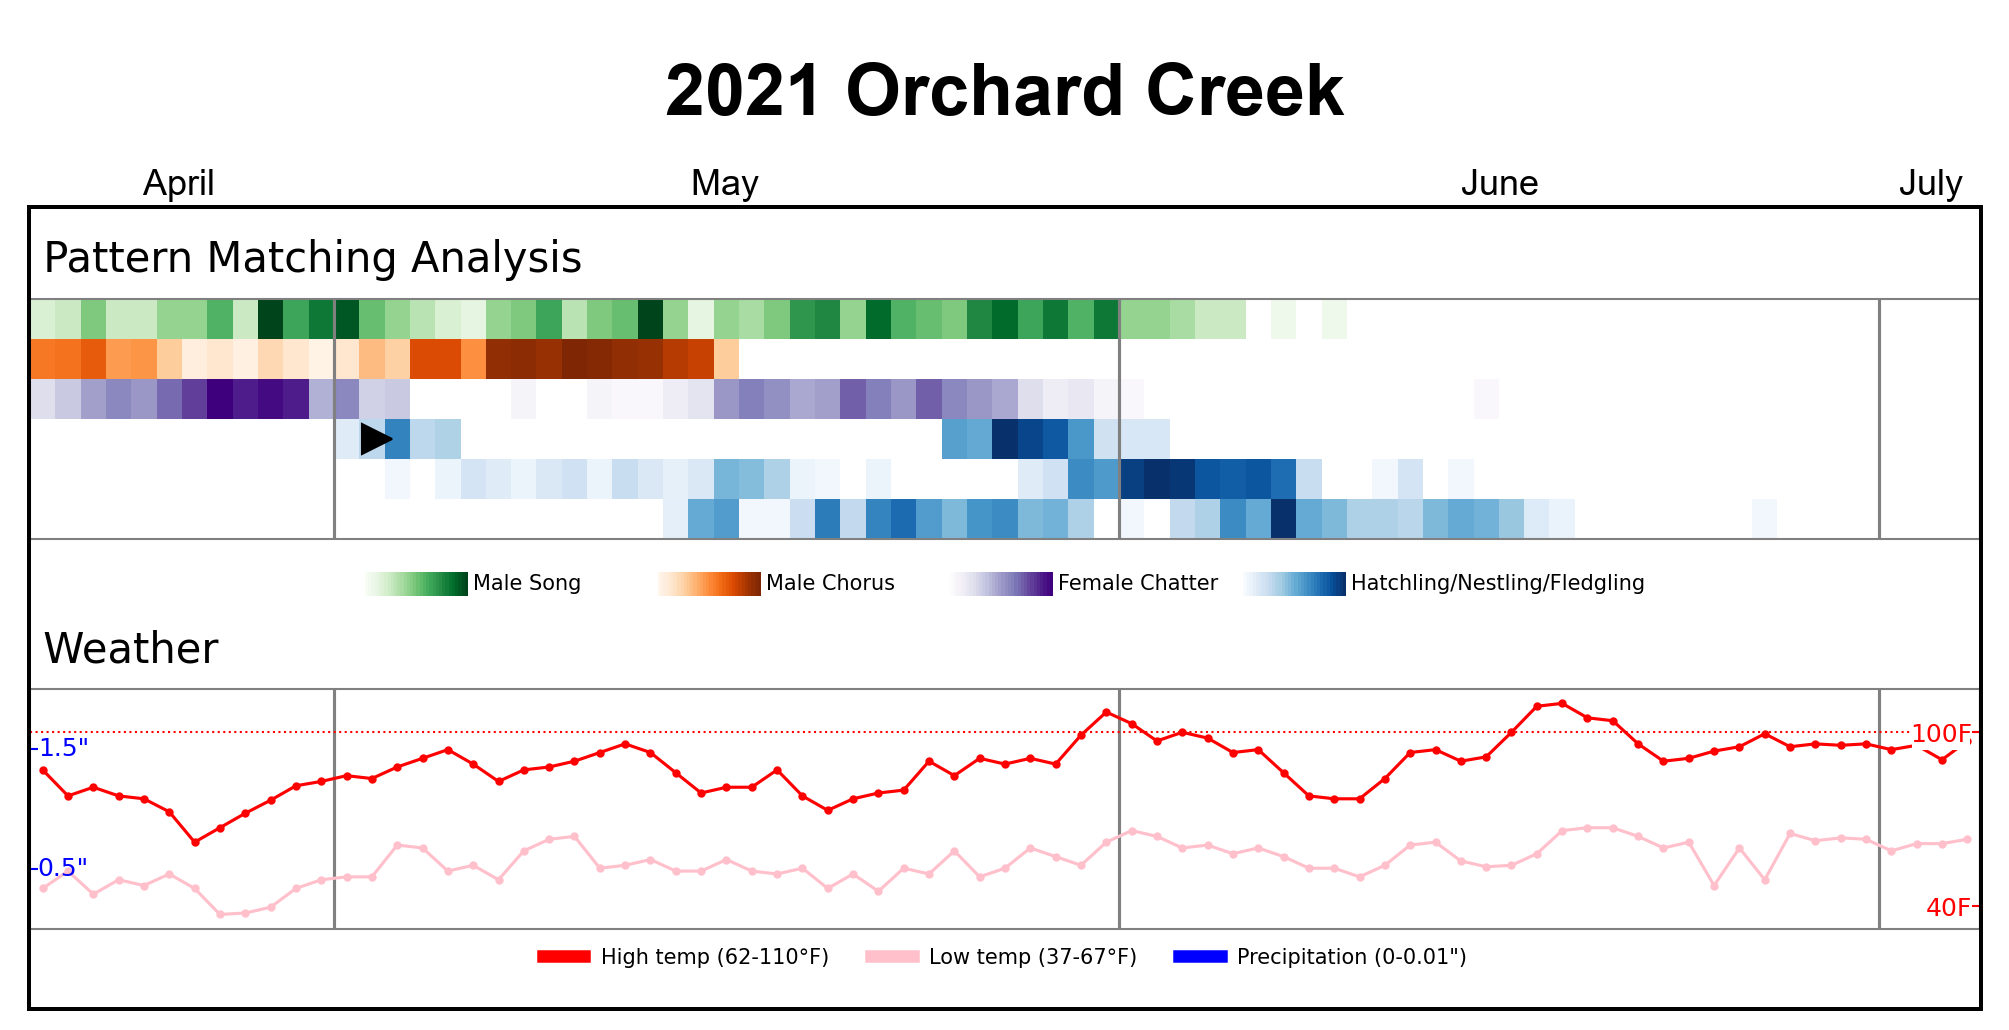 2021 Orchard Creek
April May June July
Pattern Matching Analysis
Male Song Male Chorus Female Chatter Hatchling/Nestling/Fledgling
Weather
1.5" 100F
0.5" 40F
High temp (62-110°F) Low temp (37-67°F) Precipitation (0-0.01")